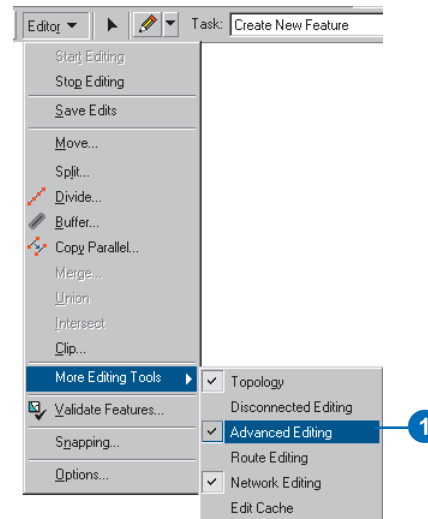 Editor Task: Create New Feature
Start Editing
Stop Editing
Save Edits
Move...
Split...
Divide...
Buffer...
Copy Parallel...
Merge...
Union
Intersect
Clip...
More Editing Tools
Validate Features...
Snapping...
Options...
Topology
Disconnected Editing
Advanced Editing
1
Route Editing
Network Editing
Edit Cache